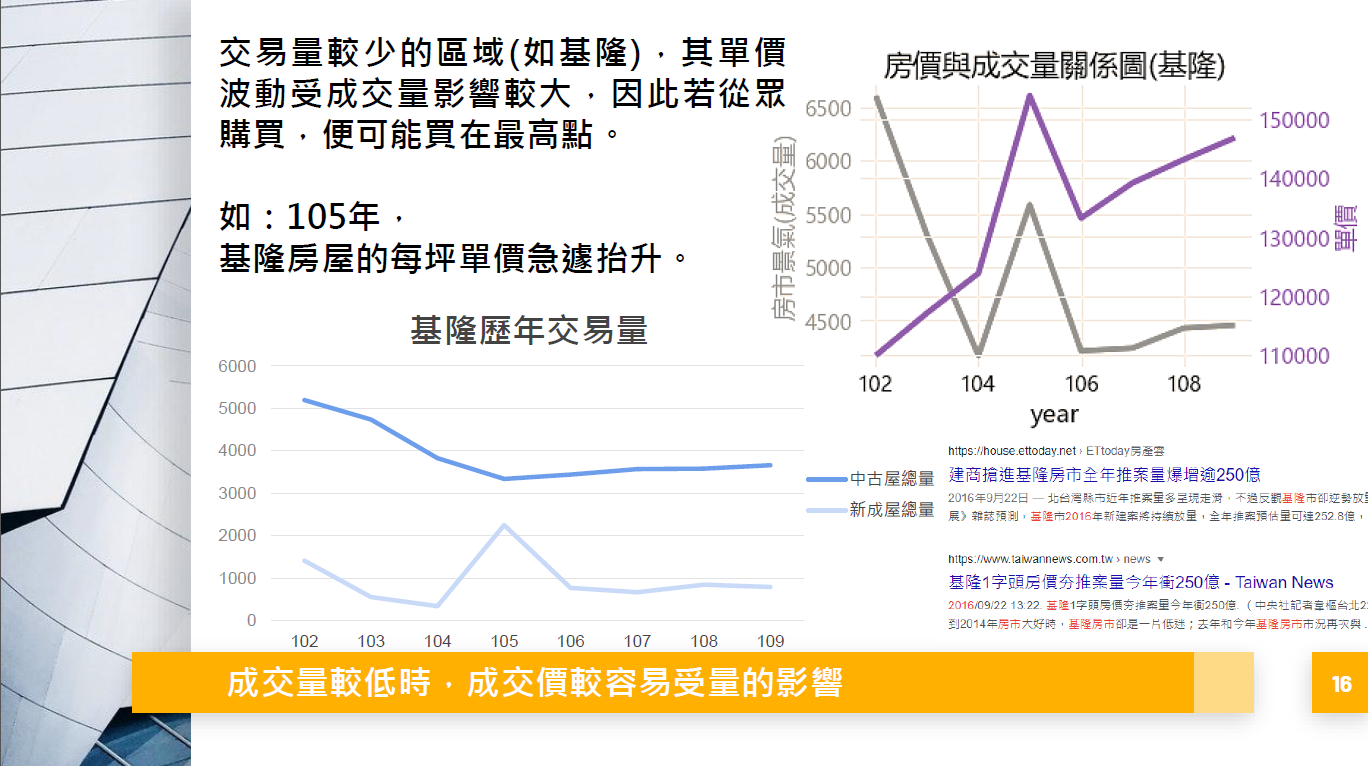 交易量較少的區域(如基隆)，其單價
波動受成交量影響較大，因此若從眾
購買，便可能買在最高點。
如：105年，
基隆房屋的每坪單價急遽抬升。
基隆歷年交易量
6000
5000
4000
3000
2000
1000
0
102 103 104 105 106 107 108 109
中古屋總量
新成屋總量
房價與成交量關係圖(基隆)
房市景氣(成交量)
6500
6000
5500
5000
4500
150000
140000
130000
120000
110000
單價
102 104 106 108
year
https://house.ettoday.net › ETtoday房產雲
建商搶進基隆房市全年推案量爆增逾250億
2016年9月22日 — 北台灣縣市近年推案量多呈現走滑，不過反觀基隆市卻逆勢放量
展》雜誌預測，基隆市2016年新建案將持續放量，全年推案預估量可達252.8億，
https://www.taiwannews.com.tw › news
基隆1字頭房價夯推案量今年衝250億 - Taiwan News
2016/09/22 13:22. 基隆1字頭房價夯推案量今年衝250億. （中央社記者韋樞台北2
到2014年房市大好時，基隆房市卻是一片低迷；去年和今年基隆房市市況再次與 ..
成交量較低時，成交價較容易受量的影響
16